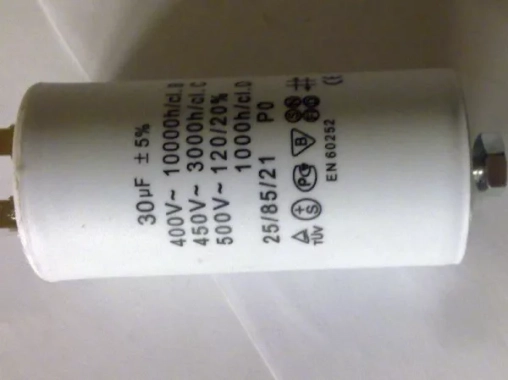 30µF ±5%
400V~ 10000h/cl.B
450V~ 3000h/cl.C
500V~ 120/20%
1000h/cl.D
25/85/21 P0
TÜV
EN 60252